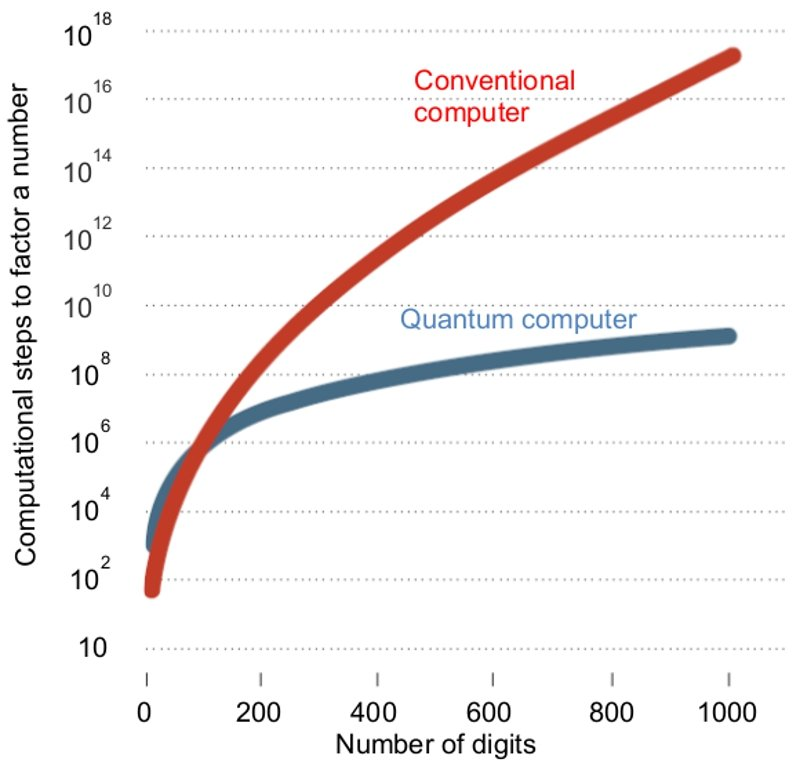 Computational steps to factor a number
10^18
10^16
10^14
10^12
10^10
10^8
10^6
10^4
10^2
10
Conventional
computer
Quantum computer
0 200 400 600 800 1000
Number of digits